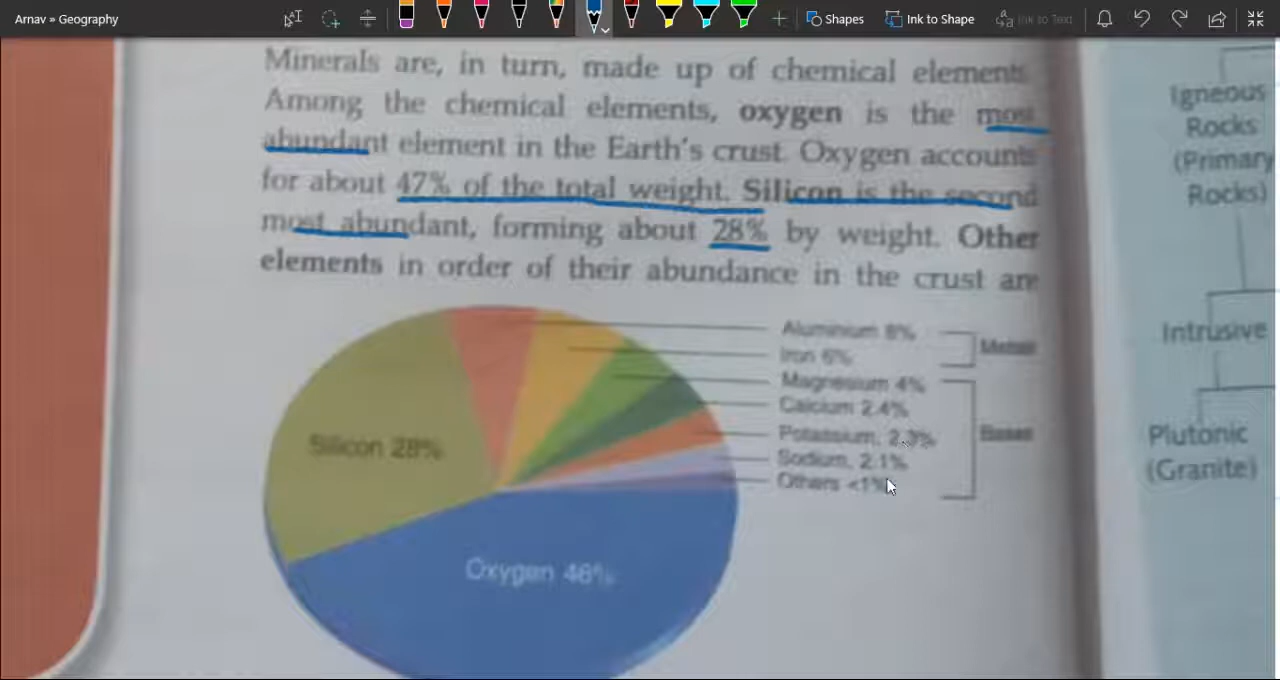 Arnav » Geography
Shapes
Ink to Shape
Ink to Text
Minerals are, in turn, made up of chemical elements
Among the chemical elements, oxygen is the most
abundant element in the Earth's crust. Oxygen accounts
for about 47% of the total weight. Silicon is the second
most abundant, forming about 28% by weight. Other
elements in order of their abundance in the crust are
Aluminium 8%
Iron 6%
Metals
Magnesium 4%
Calcium 2.4%
Potassium, 2.3%
Sodium, 2.1%
Others <1%
Bases
Silicon 28%
Oxygen 46%
Igneous
Rocks
(Primary
Rocks)
Intrusive
Plutonic
(Granite)